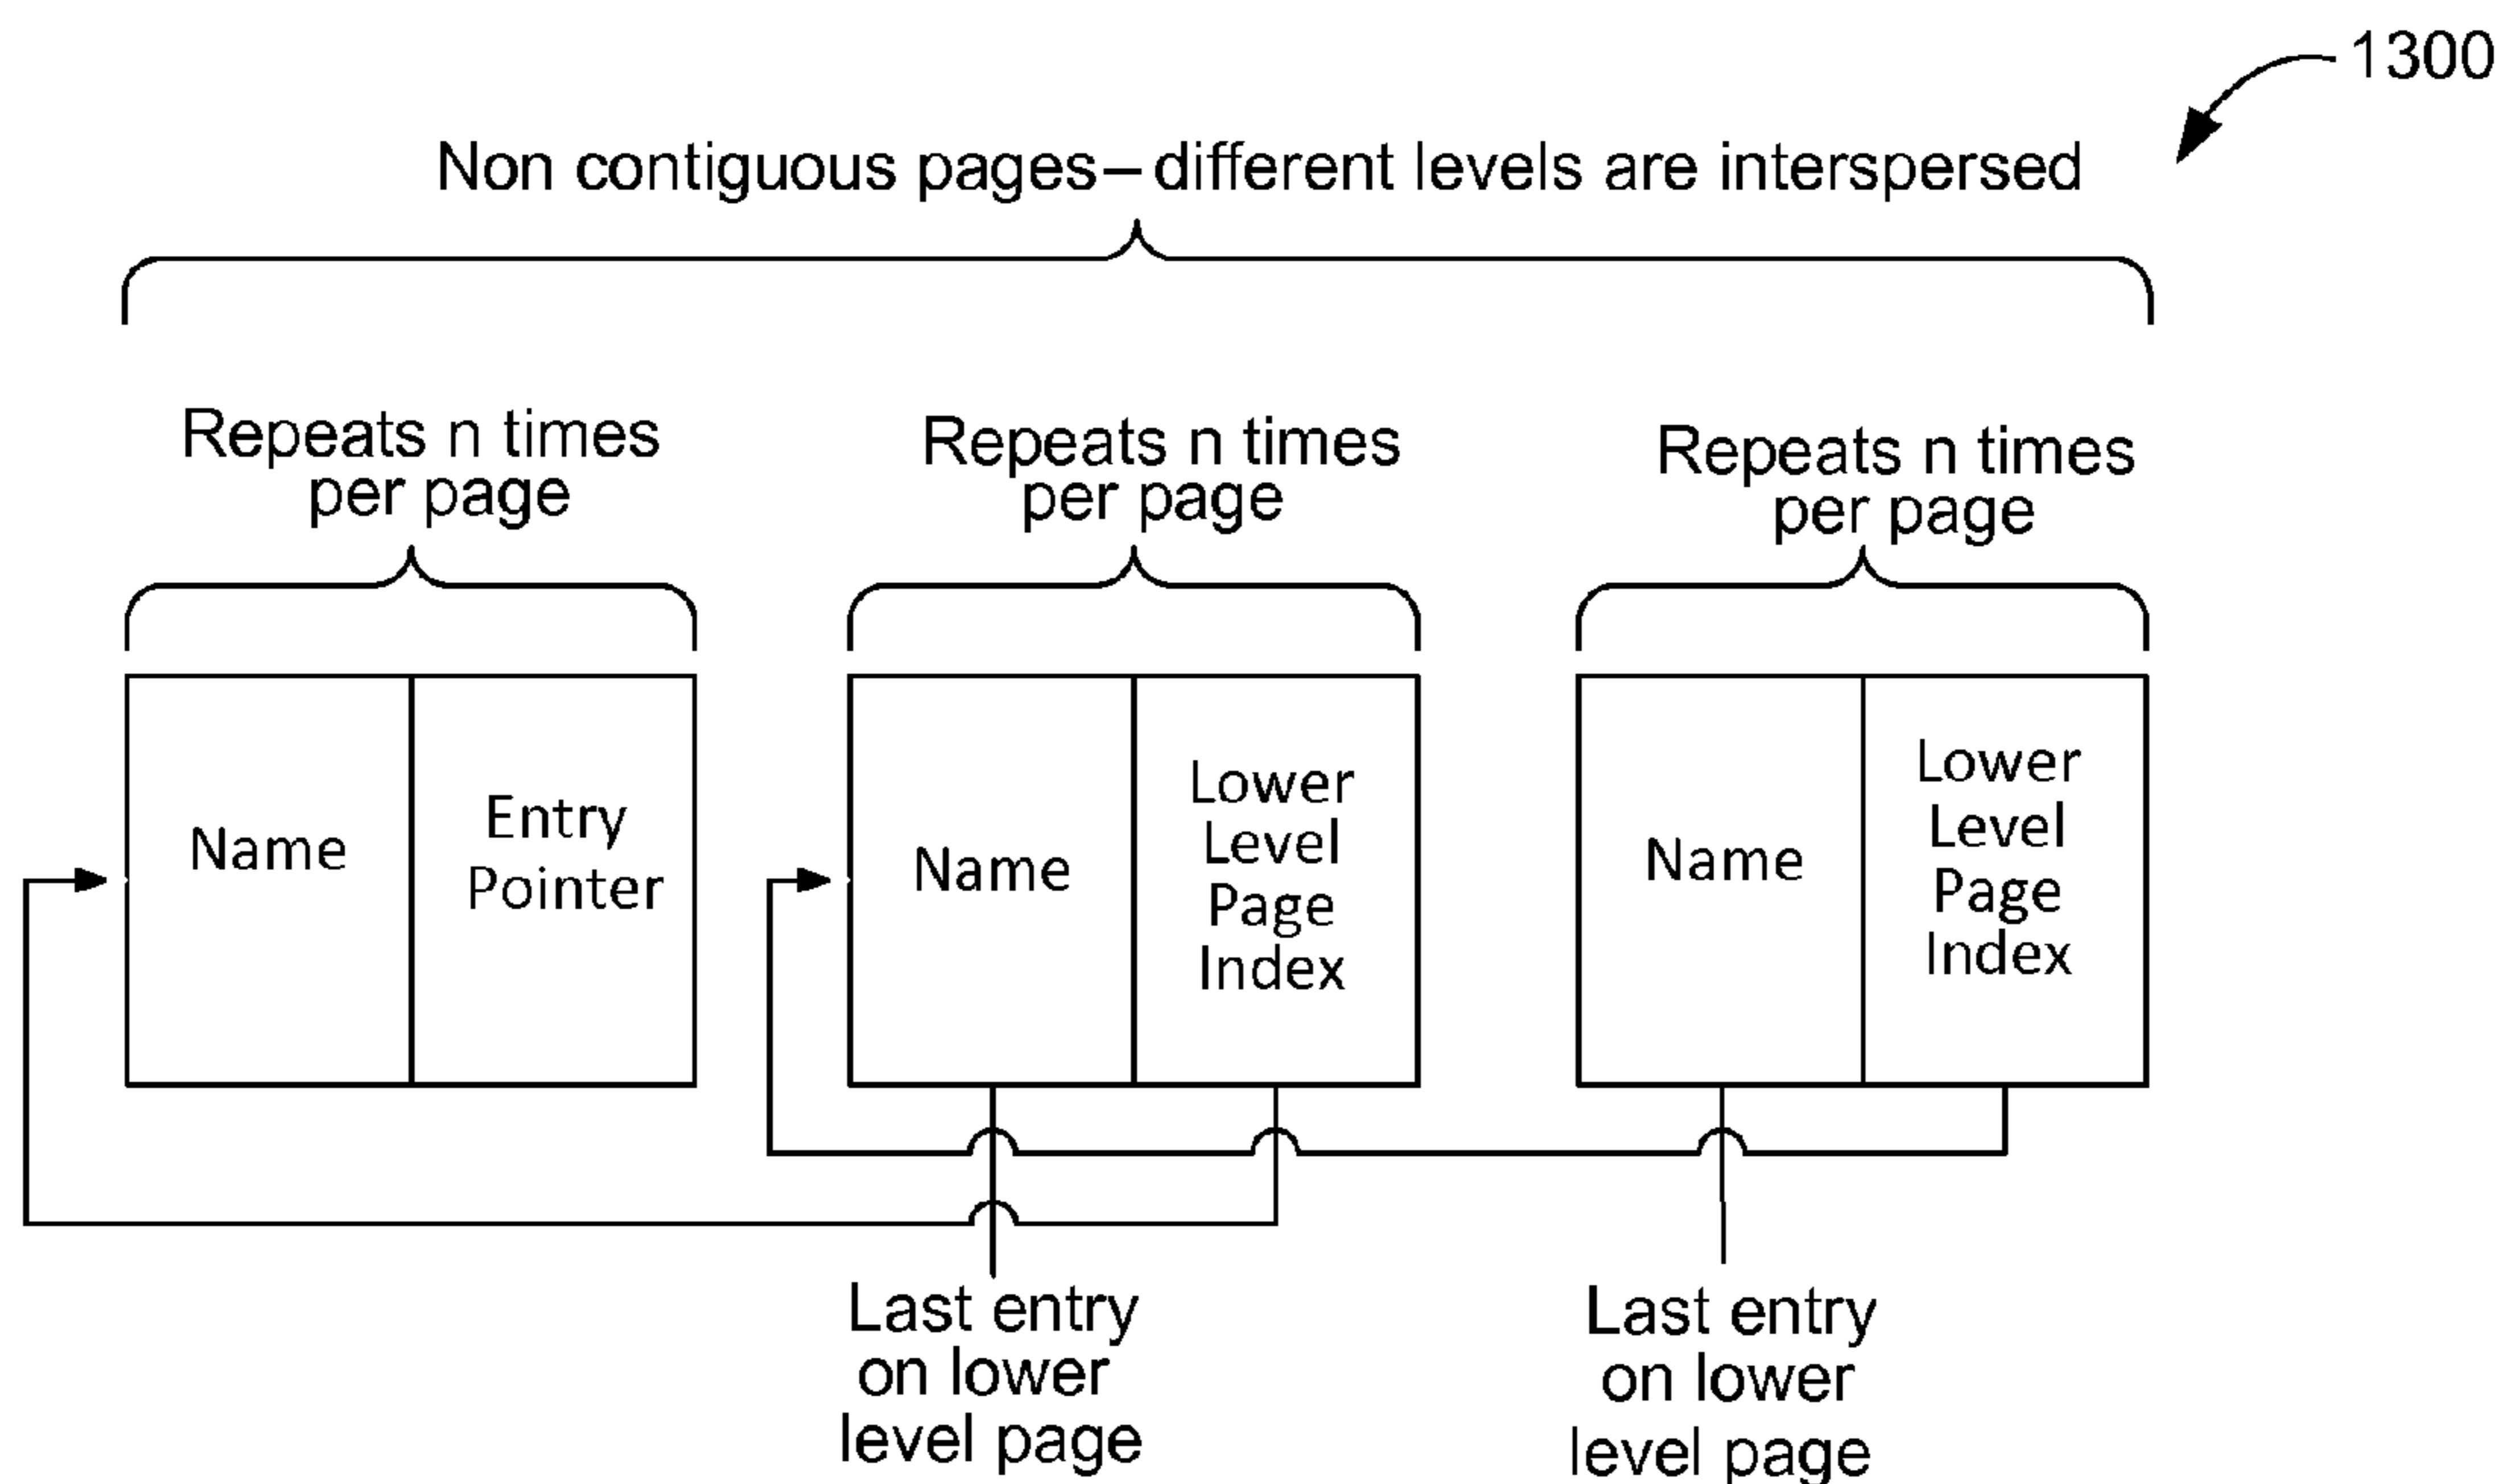 1300
Non contiguous pages—different levels are interspersed
Repeats n times
per page
Repeats n times
per page
Repeats n times
per page
Name
Entry
Pointer
Name
Lower
Level
Page
Index
Name
Lower
Level
Page
Index
Last entry
on lower
level page
Last entry
on lower
level page